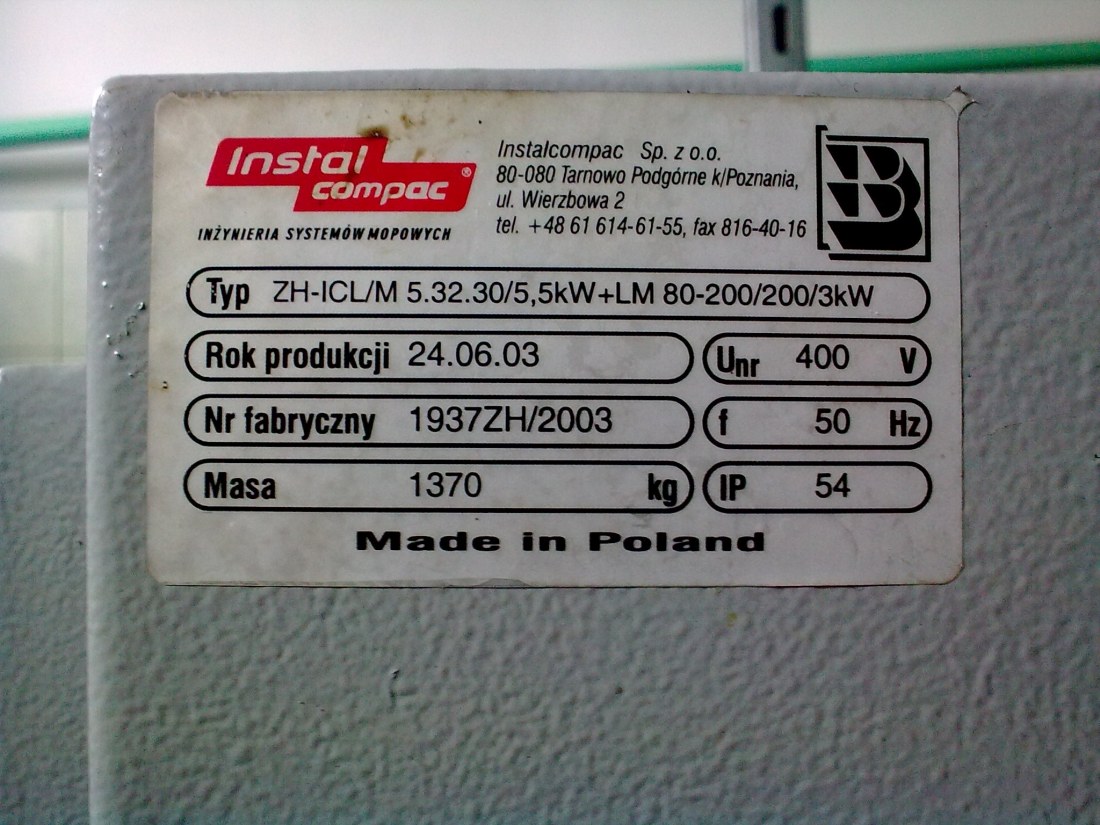 Instal
compac®
INŻYNIERIA SYSTEMÓW MOPOWYCH
Instalcompac Sp. z o.o.
80-080 Tarnowo Podgórne k/Poznania,
ul. Wierzbowa 2
tel. +48 61 614-61-55, fax 816-40-16
B
Typ ZH-ICL/M 5.32.30/5,5kW+LM 80-200/200/3kW
Rok produkcji 24.06.03
Unr 400 V
Nr fabryczny 1937ZH/2003
f 50 Hz
Masa 1370 kg
IP 54
Made in Poland